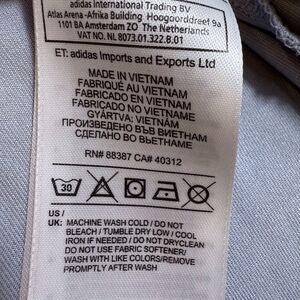 adidas International Trading BV
Atlas Arena -Afrika Building Hoogoorddreef 9a
1101 BA Amsterdam ZO The Netherlands
VAT NO. NL 8073.01.322.B.01
ET: adidas Imports and Exports Ltd
MADE IN VIETNAM
FABRIQUÉ AU VIETNAM
FABRICADO EN VIETNAM
FABRICADO NO VIETNAME
GYÁRTVA: VIETNÁM
ПРОИЗВЕДЕНО ВЪВ ВИЕТНАМ
СДЕЛАНО ВО ВЬЕТНАМЕ
RN# 88387 CA# 40312
30
US /
UK: MACHINE WASH COLD / DO NOT
BLEACH / TUMBLE DRY LOW / COOL
IRON IF NEEDED / DO NOT DRYCLEAN
DO NOT USE FABRIC SOFTENER/
WASH WITH LIKE COLORS/REMOVE
PROMPTLY AFTER WASH